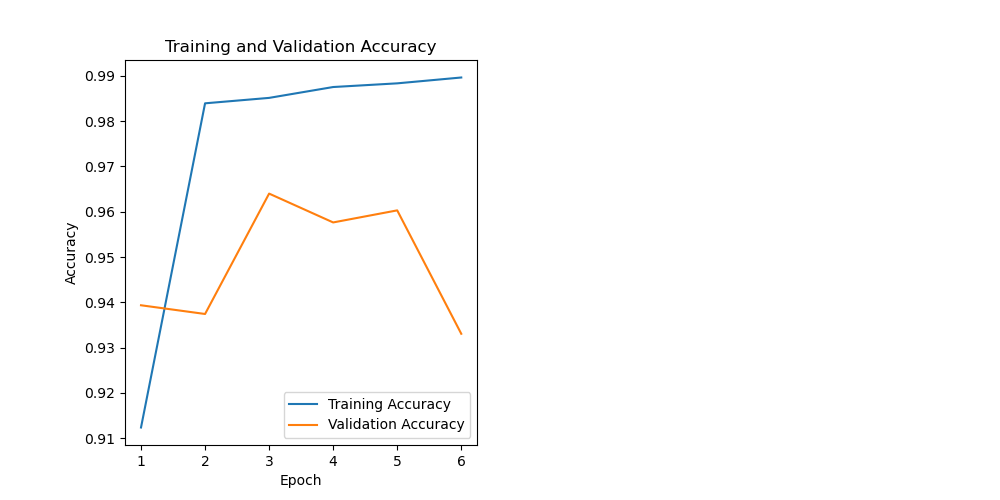 Training and Validation Accuracy
0.99
0.98
0.97
0.96
0.95
0.94
0.93
0.92
0.91
Accuracy
Training Accuracy
Validation Accuracy
1 2 3 4 5 6
Epoch